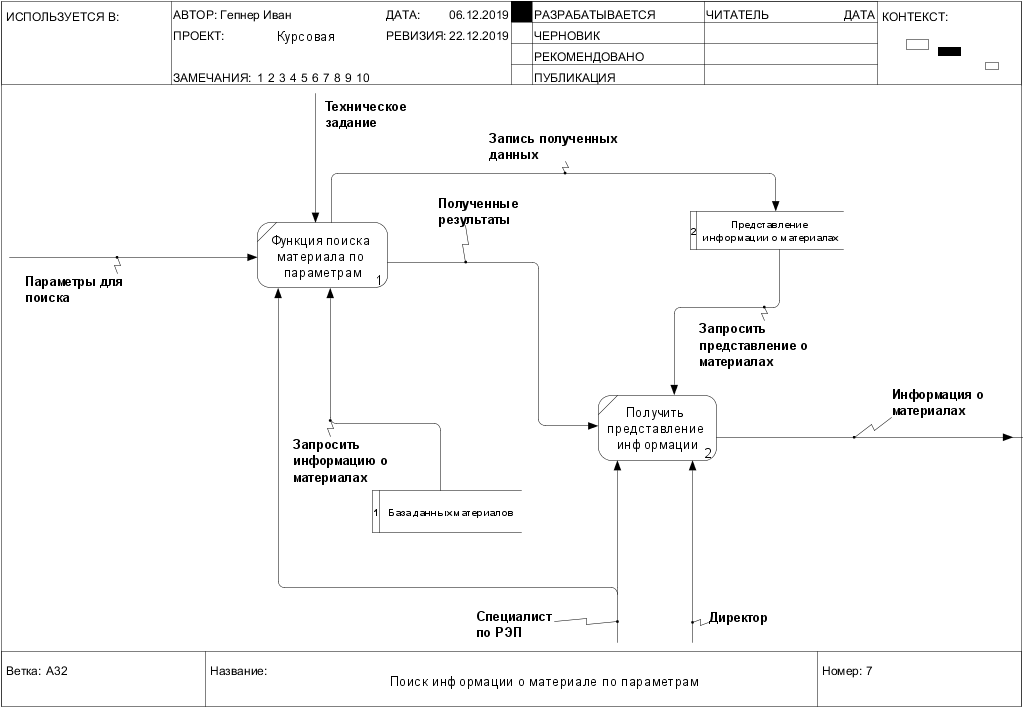 ИСПОЛЬЗУЕТСЯ В:
АВТОР: Гепнер Иван
ДАТА: 06.12.2019
РАЗРАБАТЫВАЕТСЯ
ЧИТАТЕЛЬ
ДАТА
КОНТЕКСТ:
ПРОЕКТ: Курсовая
РЕВИЗИЯ: 22.12.2019
ЧЕРНОВИК
РЕКОМЕНДОВАНО
ЗАМЕЧАНИЯ: 1 2 3 4 5 6 7 8 9 10
ПУБЛИКАЦИЯ
Техническое
задание
Запись полученных
данных
Полученные
результаты
2
Представление
информации о материалах
Функция поиска
материала по
параметрам
1
Параметры для
поиска
Запросить
представление о
материалах
Информация о
материалах
Получить
представление
информации
2
Запросить
информацию о
материалах
1
База данных материалов
Специалист
по РЭП
Директор
Ветка: A32
Название:
Поиск информации о материале по параметрам
Номер: 7